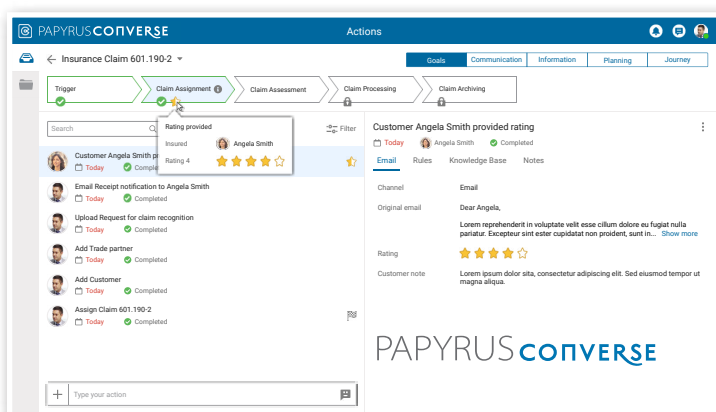 PAPYRUS CONVERSE
Actions
Insurance Claim 601.190-2
Goals
Communication
Information
Planning
Journey
Trigger
Claim Assignment
Claim Assessment
Claim Processing
Claim Archiving
Search
Filter
Rating provided
Insured Angela Smith
Rating 4
Customer Angela Smith
Today
Email Receipt notification to Angela Smith
Today Completed
Upload Request for claim recognition
Today Completed
Add Trade partner
Today Completed
Add Customer
Today Completed
Assign Claim 601.190-2
Today Completed
Type your action
Customer Angela Smith provided rating
Today Angela Smith Completed
Email Rules Knowledge Base Notes
Channel Email
Original email Dear Angela,
Lorem reprehenderit in voluptate velit esse cillum dolore eu fugiat nulla
pariatur. Excepteur sint ester cupidatat non proident, sunt in... Show more
Rating
Customer note Lorem ipsum dolor sita, consectetur adipiscing elit. Sed eiusmod tempor ut
magna aliqua.
PAPYRUS CONVERSE